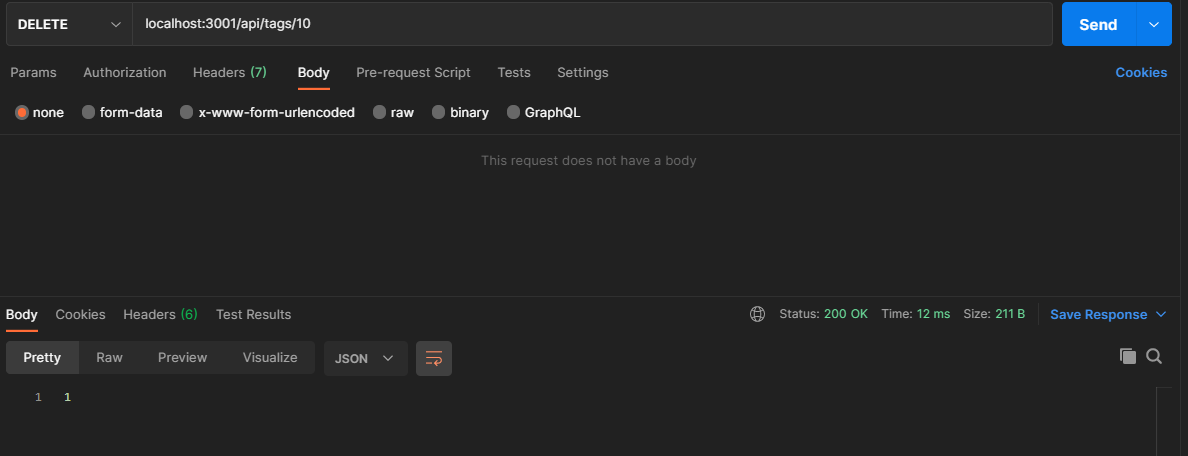 DELETE localhost:3001/api/tags/10 Send
Params Authorization Headers (7) Body Pre-request Script Tests Settings Cookies
none form-data x-www-form-urlencoded raw binary GraphQL
This request does not have a body
Body Cookies Headers (6) Test Results Status: 200 OK Time: 12 ms Size: 211 B Save Response
Pretty Raw Preview Visualize JSON
1 1